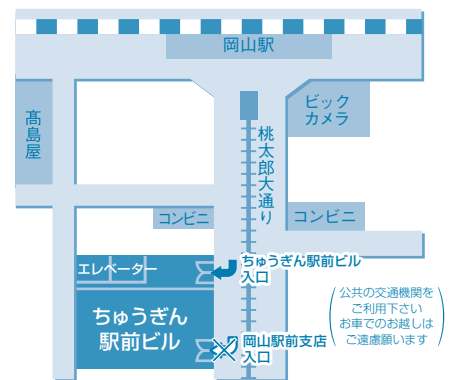 岡山駅
ビック
カメラ
髙島屋
桃太郎大通り
コンビニ
コンビニ
エレベーター
ちゅうぎん駅前ビル
入口
公共の交通機関を
ご利用下さい
お車でのお越しは
ご遠慮願います
ちゅうぎん
駅前ビル
岡山駅前支店
入口